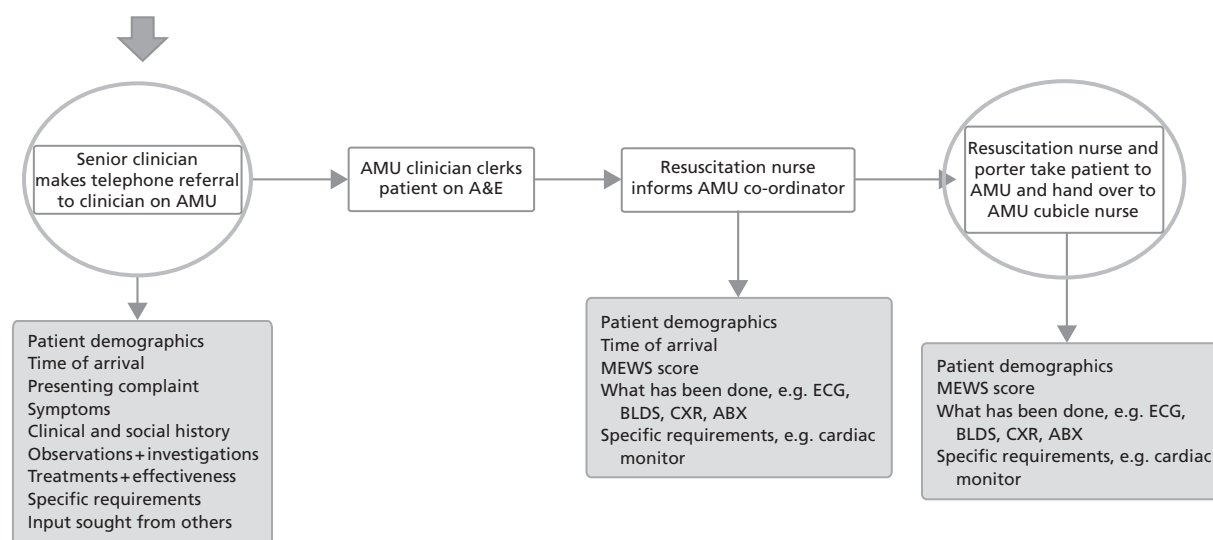 Senior clinician
makes telephone referral
to clinician on AMU
AMU clinician clerks
patient on A&E
Resuscitation nurse
informs AMU co-ordinator
Resuscitation nurse and
porter take patient to
AMU and hand over to
AMU cubicle nurse
Patient demographics
Time of arrival
Presenting complaint
Symptoms
Clinical and social history
Observations+investigations
Treatments+effectiveness
Specific requirements
Input sought from others
Patient demographics
Time of arrival
MEWS score
What has been done, e.g. ECG,
BLDS, CXR, ABX
Specific requirements, e.g. cardiac
monitor
Patient demographics
MEWS score
What has been done, e.g. ECG,
BLDS, CXR, ABX
Specific requirements, e.g. cardiac
monitor